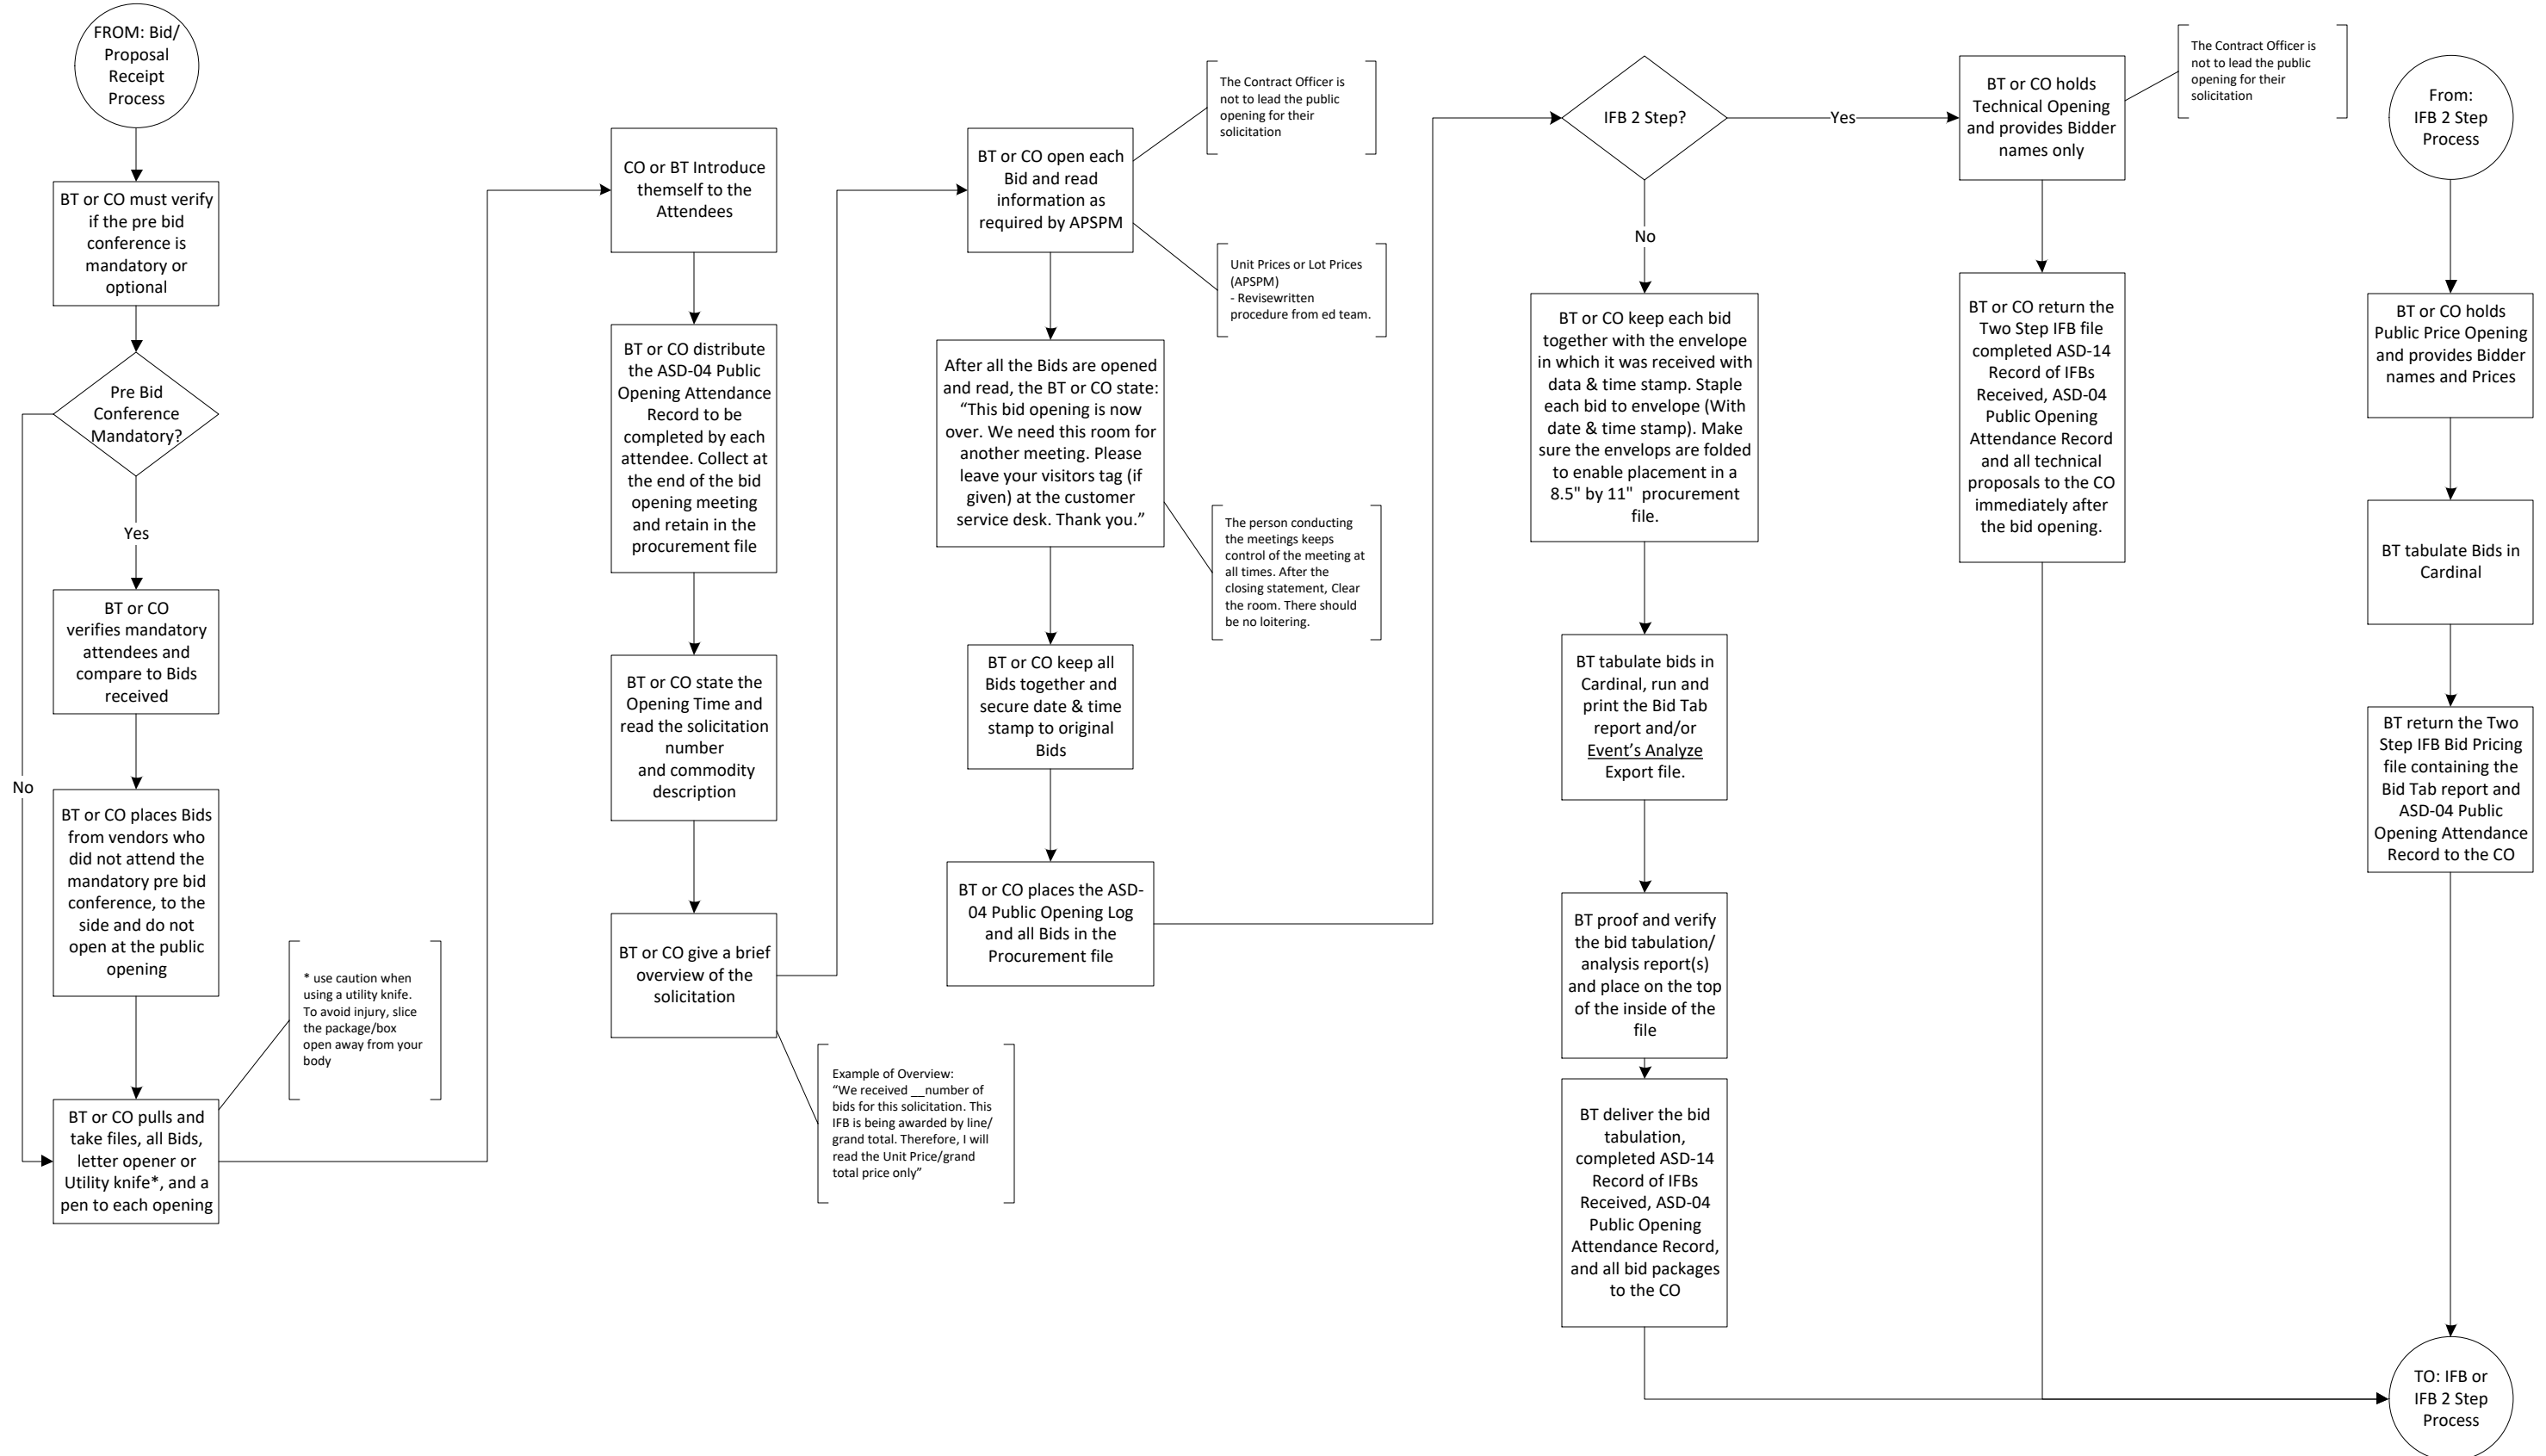 FROM: Bid/
Proposal
Receipt
Process
BT or CO must verify
if the pre bid
conference is
mandatory or
optional
Pre Bid
Conference
Mandatory?
Yes
No
BT or CO
verifies mandatory
attendees and
compare to Bids
received
BT or CO places Bids
from vendors who
did not attend the
mandatory pre bid
conference, to the
side and do not
open at the public
opening
BT or CO pulls and
take files, all Bids,
letter opener or
Utility knife*, and a
pen to each opening
* use caution when
using a utility knife.
To avoid injury, slice
the package/box
open away from your
body
CO or BT Introduce
themself to the
Attendees
BT or CO distribute
the ASD-04 Public
Opening Attendance
Record to be
completed by each
attendee. Collect at
the end of the bid
opening meeting
and retain in the
procurement file
BT or CO state the
Opening Time and
read the solicitation
number
and commodity
description
BT or CO give a brief
overview of the
solicitation
Example of Overview:
“We received __number of
bids for this solicitation. This
IFB is being awarded by line/
grand total. Therefore, I will
read the Unit Price/grand
total price only”
BT or CO open each
Bid and read
information as
required by APSPM
The Contract Officer is
not to lead the public
opening for their
solicitation
Unit Prices or Lot Prices
(APSPM)
- Revisewritten
procedure from ed team.
After all the Bids are opened
and read, the BT or CO state:
“This bid opening is now
over. We need this room for
another meeting. Please
leave your visitors tag (if
given) at the customer
service desk. Thank you.”
The person conducting
the meetings keeps
control of the meeting at
all times. After the
closing statement, Clear
the room. There should
be no loitering.
BT or CO keep all
Bids together and
secure date & time
stamp to original
Bids
BT or CO places the ASD-
04 Public Opening Log
and all Bids in the
Procurement file
IFB 2 Step?
Yes
No
BT or CO keep each bid
together with the envelope
in which it was received with
data & time stamp. Staple
each bid to envelope (With
date & time stamp). Make
sure the envelops are folded
to enable placement in a
8.5" by 11" procurement
file.
BT tabulate bids in
Cardinal, run and
print the Bid Tab
report and/or
Event’s Analyze
Export file.
BT proof and verify
the bid tabulation/
analysis report(s)
and place on the top
of the inside of the
file
BT deliver the bid
tabulation,
completed ASD-14
Record of IFBs
Received, ASD-04
Public Opening
Attendance Record,
and all bid packages
to the CO
BT or CO holds
Technical Opening
and provides Bidder
names only
The Contract Officer is
not to lead the public
opening for their
solicitation
BT or CO return the
Two Step IFB file
completed ASD-14
Record of IFBs
Received, ASD-04
Public Opening
Attendance Record
and all technical
proposals to the CO
immediately after
the bid opening.
From:
IFB 2 Step
Process
BT or CO holds
Public Price Opening
and provides Bidder
names and Prices
BT tabulate Bids in
Cardinal
BT return the Two
Step IFB Bid Pricing
file containing the
Bid Tab report and
ASD-04 Public
Opening Attendance
Record to the CO
TO: IFB or
IFB 2 Step
Process